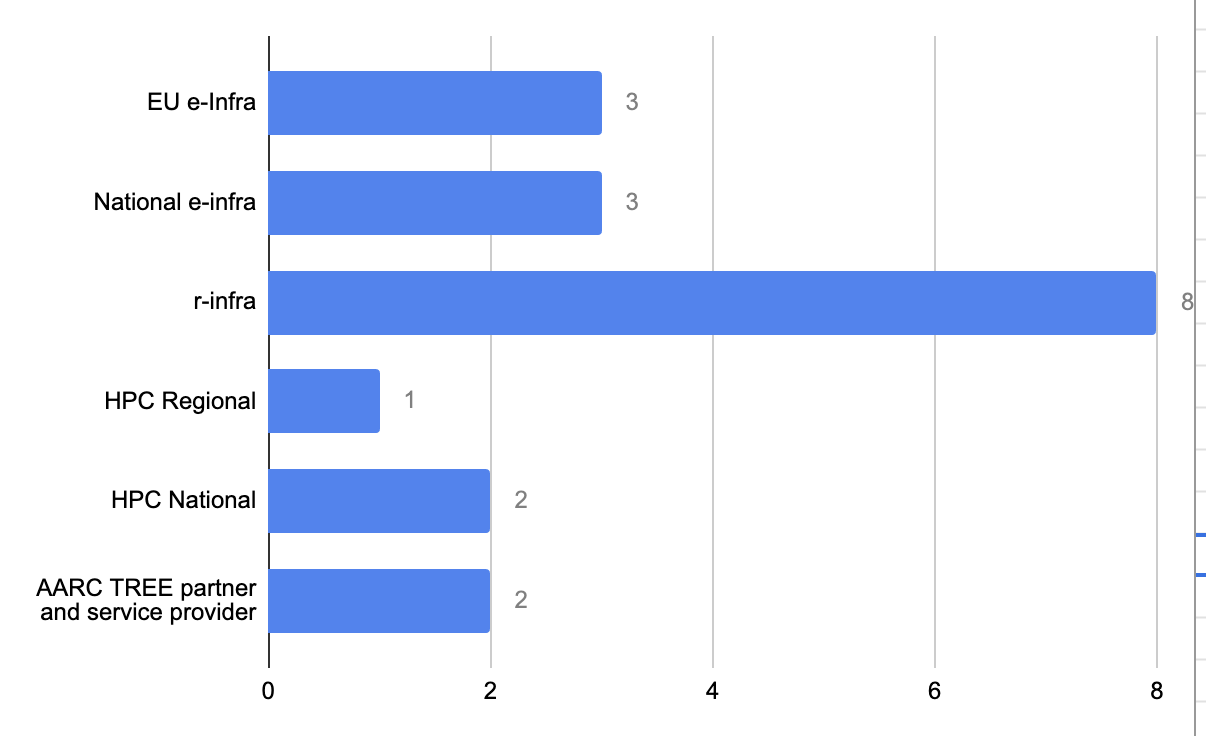 EU e-Infra 3
National e-infra 3
r-infra 8
HPC Regional 1
HPC National 2
AARC TREE partner
and service provider 2
0 2 4 6 8